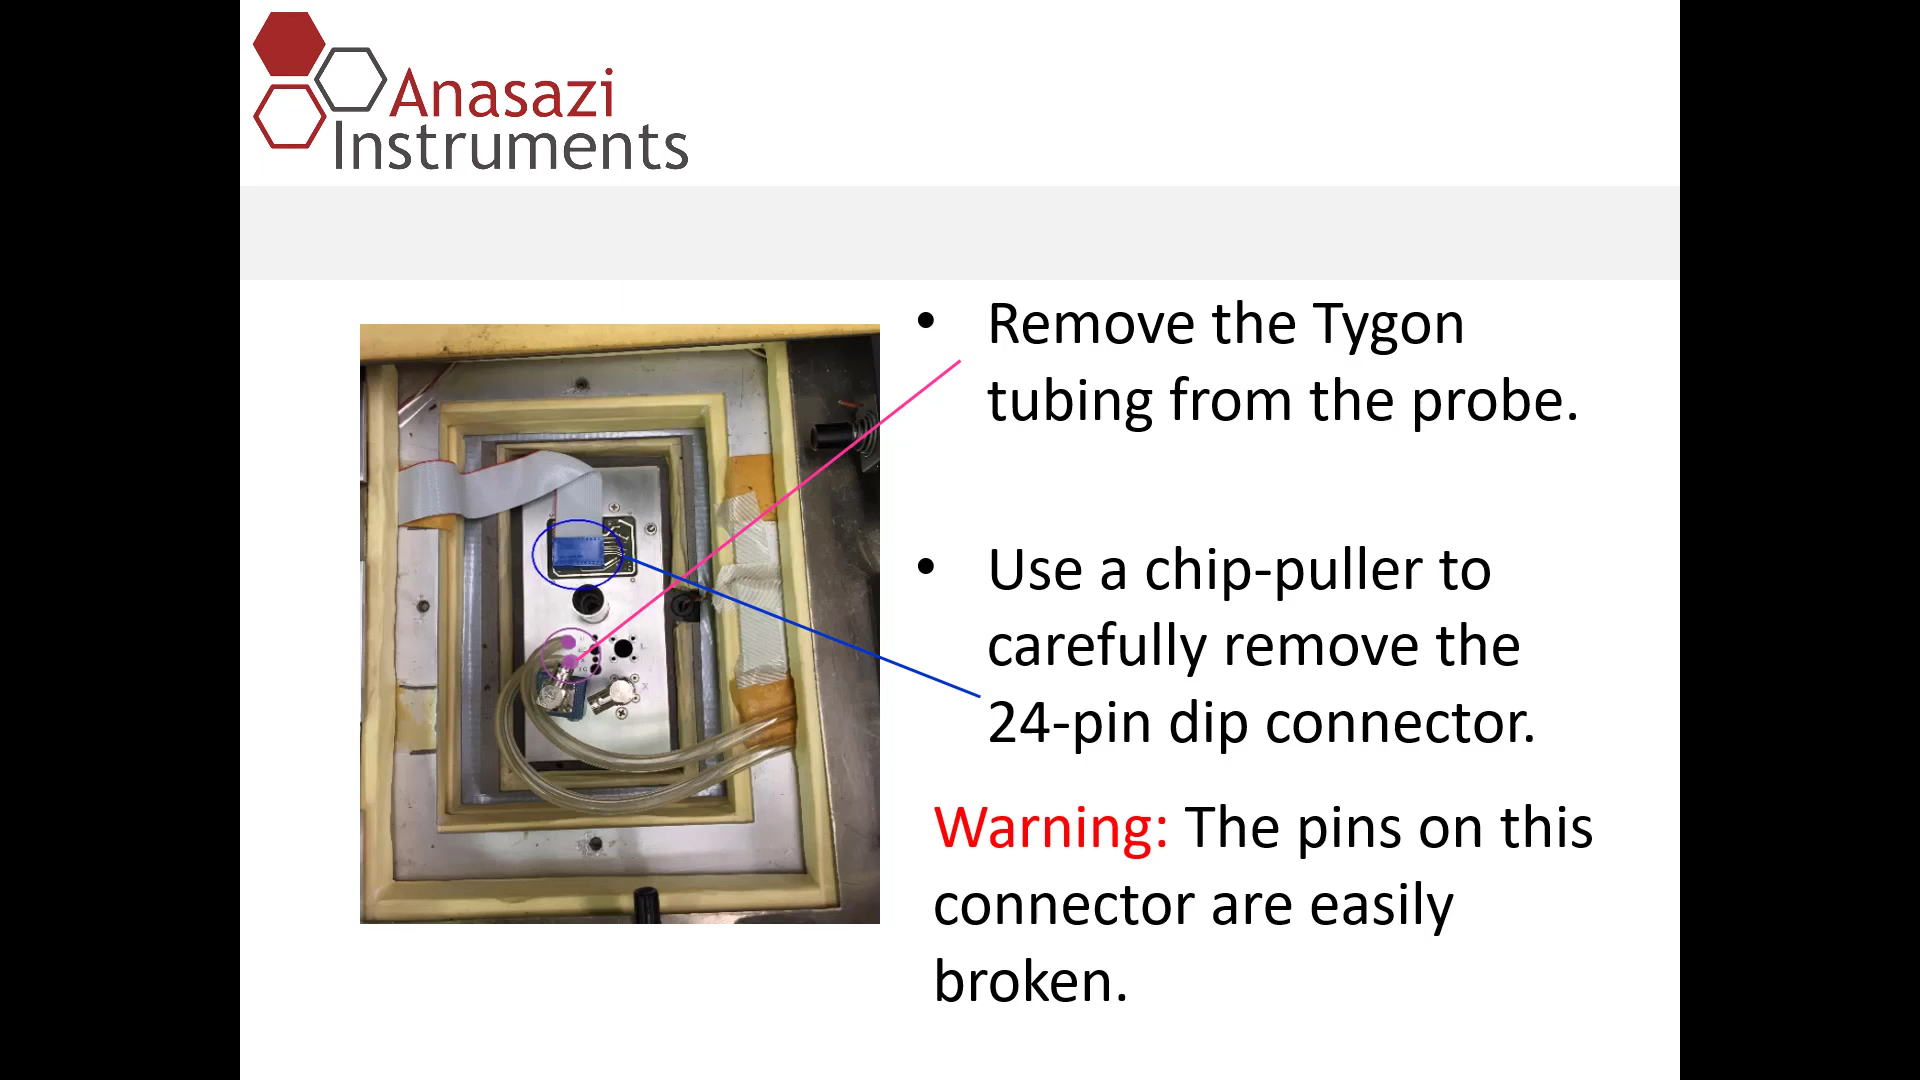 Anasazi
Instruments
• Remove the Tygon
tubing from the probe.
• Use a chip-puller to
carefully remove the
24-pin dip connector.
Warning: The pins on this
connector are easily
broken.